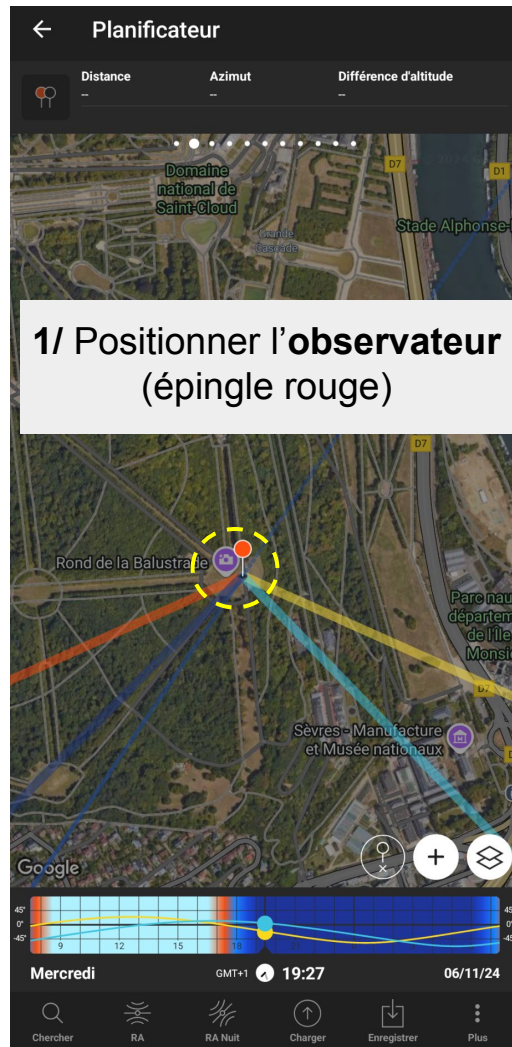 Planificateur
Distance Azimut Différence d'altitude
-- -- --
D7
D1
Domaine
national de
Saint-Cloud
Grande
Cascade
Stade Alphonse-
1/ Positionner l’observateur
(épingle rouge)
D7
Rond de la Balustrade
Parc nau
départem
de l'Île
Monsie
D7
Sèvres - Manufacture
et Musée nationaux
Google
45° 45°
0° 0°
-45° -45°
9 12 15 18
Mercredi GMT+1 19:27 06/11/24
Chercher RA RA Nuit Charger Enregistrer Plus